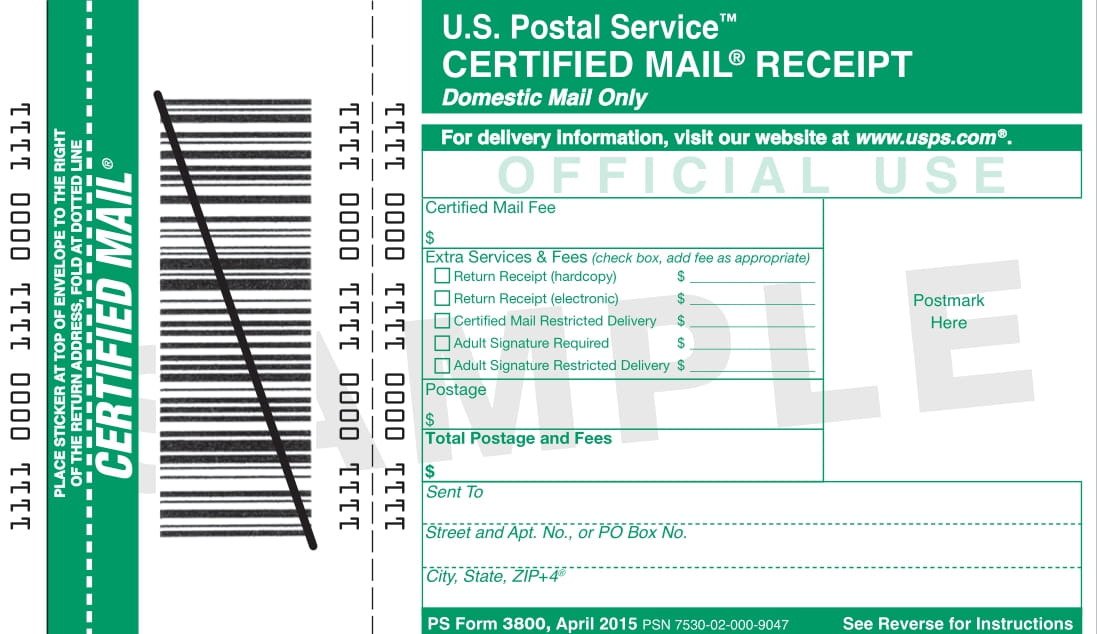 1111 0000 1111 0000 1111
PLACE STICKER AT TOP OF ENVELOPE TO THE RIGHT
OF THE RETURN ADDRESS, FOLD AT DOTTED LINE
CERTIFIED MAIL®
1111 0000 1111 0000 1111
1111 0000 1111 0000 1111
U.S. Postal Service™
CERTIFIED MAIL® RECEIPT
Domestic Mail Only
For delivery information, visit our website at www.usps.com®.
OFFICIAL USE
Certified Mail Fee
$
Extra Services & Fees (check box, add fee as appropriate)
Return Receipt (hardcopy) $
Return Receipt (electronic) $
Certified Mail Restricted Delivery $
Adult Signature Required $
Adult Signature Restricted Delivery $
Postmark
Here
Postage
$
Total Postage and Fees
$
SAMPLE
Sent To
Street and Apt. No., or PO Box No.
City, State, ZIP+4®
PS Form 3800, April 2015 PSN 7530-02-000-9047 See Reverse for Instructions